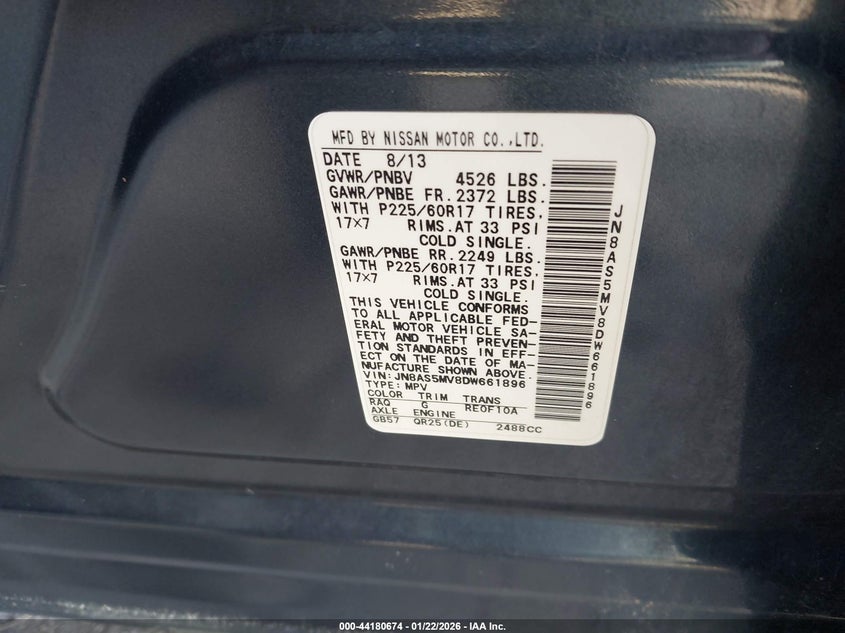 MFD BY NISSAN MOTOR CO.,LTD.
DATE 8/13
GVWR/PNBV 4526 LBS.
GAWR/PNBE FR. 2372 LBS.
WITH P225/60R17 TIRES,
17×7 RIMS.AT 33 PSI
COLD SINGLE.
GAWR/PNBE RR. 2249 LBS.
WITH P225/60R17 TIRES,
17×7 RIMS.AT 33 PSI
COLD SINGLE.
THIS VEHICLE CONFORMS
TO ALL APPLICABLE FED-
ERAL MOTOR VEHICLE SA-
FETY AND THEFT PREVEN-
TION STANDARDS IN EFF-
ECT ON THE DATE OF MA-
NUFACTURE SHOWN ABOVE.
VIN: JN8AS5MV8DW661896
TYPE: MPV
COLOR TRIM TRANS
RAQ G RE0F10A
AXLE ENGINE
GB57 QR25(DE) 2488CC
JN8AS5MV8DW661896
000-44180674 - 01/22/2026 - IAA Inc.